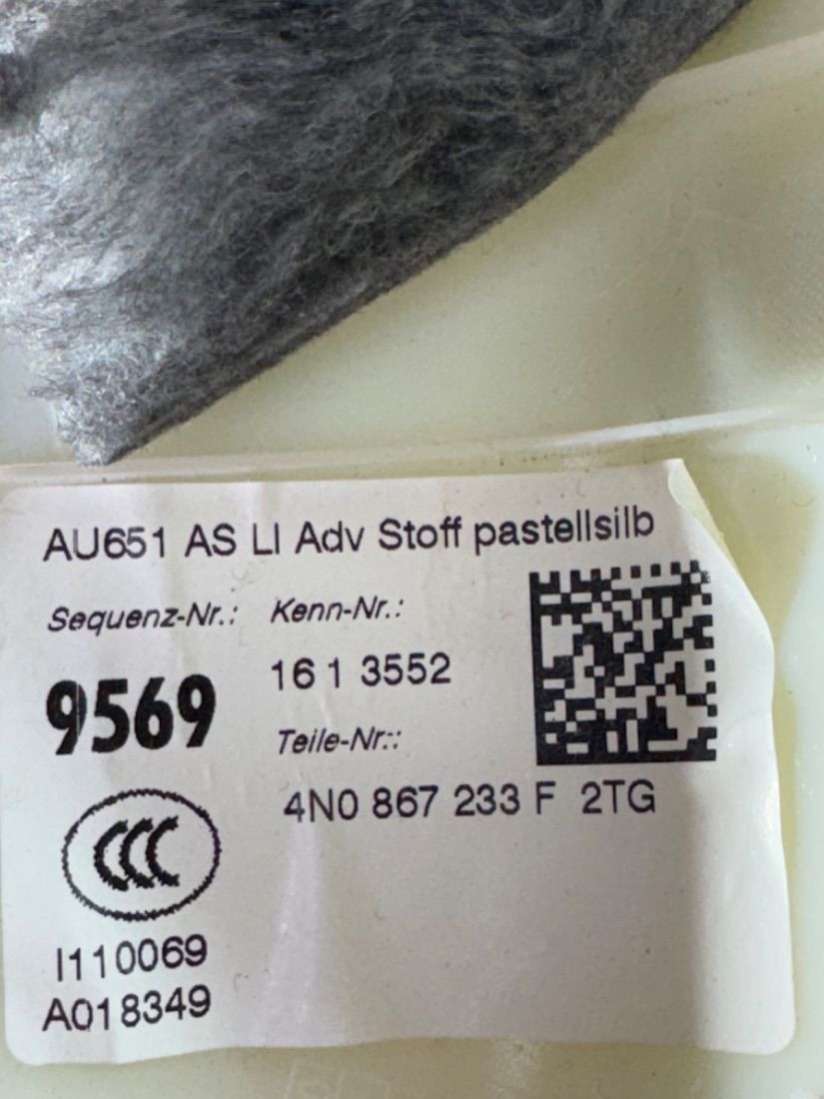 AU651 AS LI Adv Stoff pastellsilb
Sequenz-Nr.: Kenn-Nr.:
9569 16 1 3552
Teile-Nr.::
4N0 867 233 F 2TG
CCC
I110069
A018349